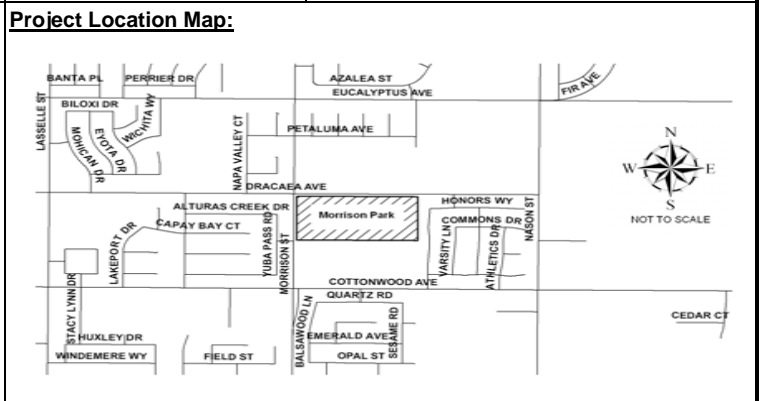 Project Location Map:
BANTA PL
PERRIER DR
AZALEA ST
EUCALYPTUS AVE
FIR AVE
LASSELLE ST
BILOXI DR
WICHITA WY
EYOTA DR
MOHICAN DR
NAPA VALLEY CT
PETALUMA AVE
N
W
E
S
NOT TO SCALE
DRACAEA AVE
ALTURAS CREEK DR
CAPAY BAY CT
LAKEPORT DR
YUBA PASS RD
MORRISON ST
Morrison Park
HONORS WY
COMMONS DR
VARSITY LN
ATHLETICS DR
NASON ST
COTTONWOOD AVE
QUARTZ RD
STACY LYNN DR
BALSAWOOD LN
SESAME RD
CEDAR CT
HUXLEY DR
EMERALD AVE
WINDEMERE WY
FIELD ST
OPAL ST